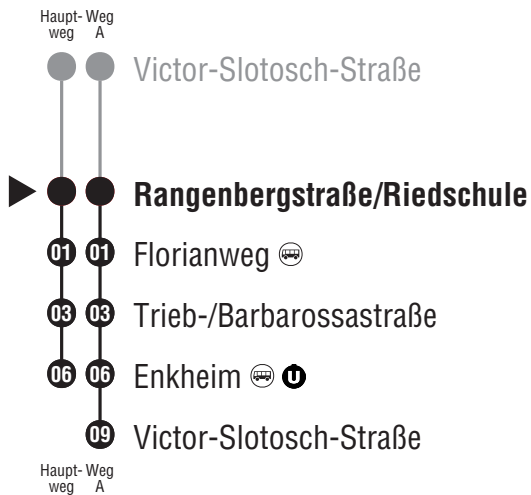 Haupt- Weg
weg A
Victor-Slotosch-Straße
Rangenbergstraße/Riedschule
01 01 Florianweg
03 03 Trieb-/Barbarossastraße
06 06 Enkheim U
09 Victor-Slotosch-Straße
Haupt- Weg
weg A